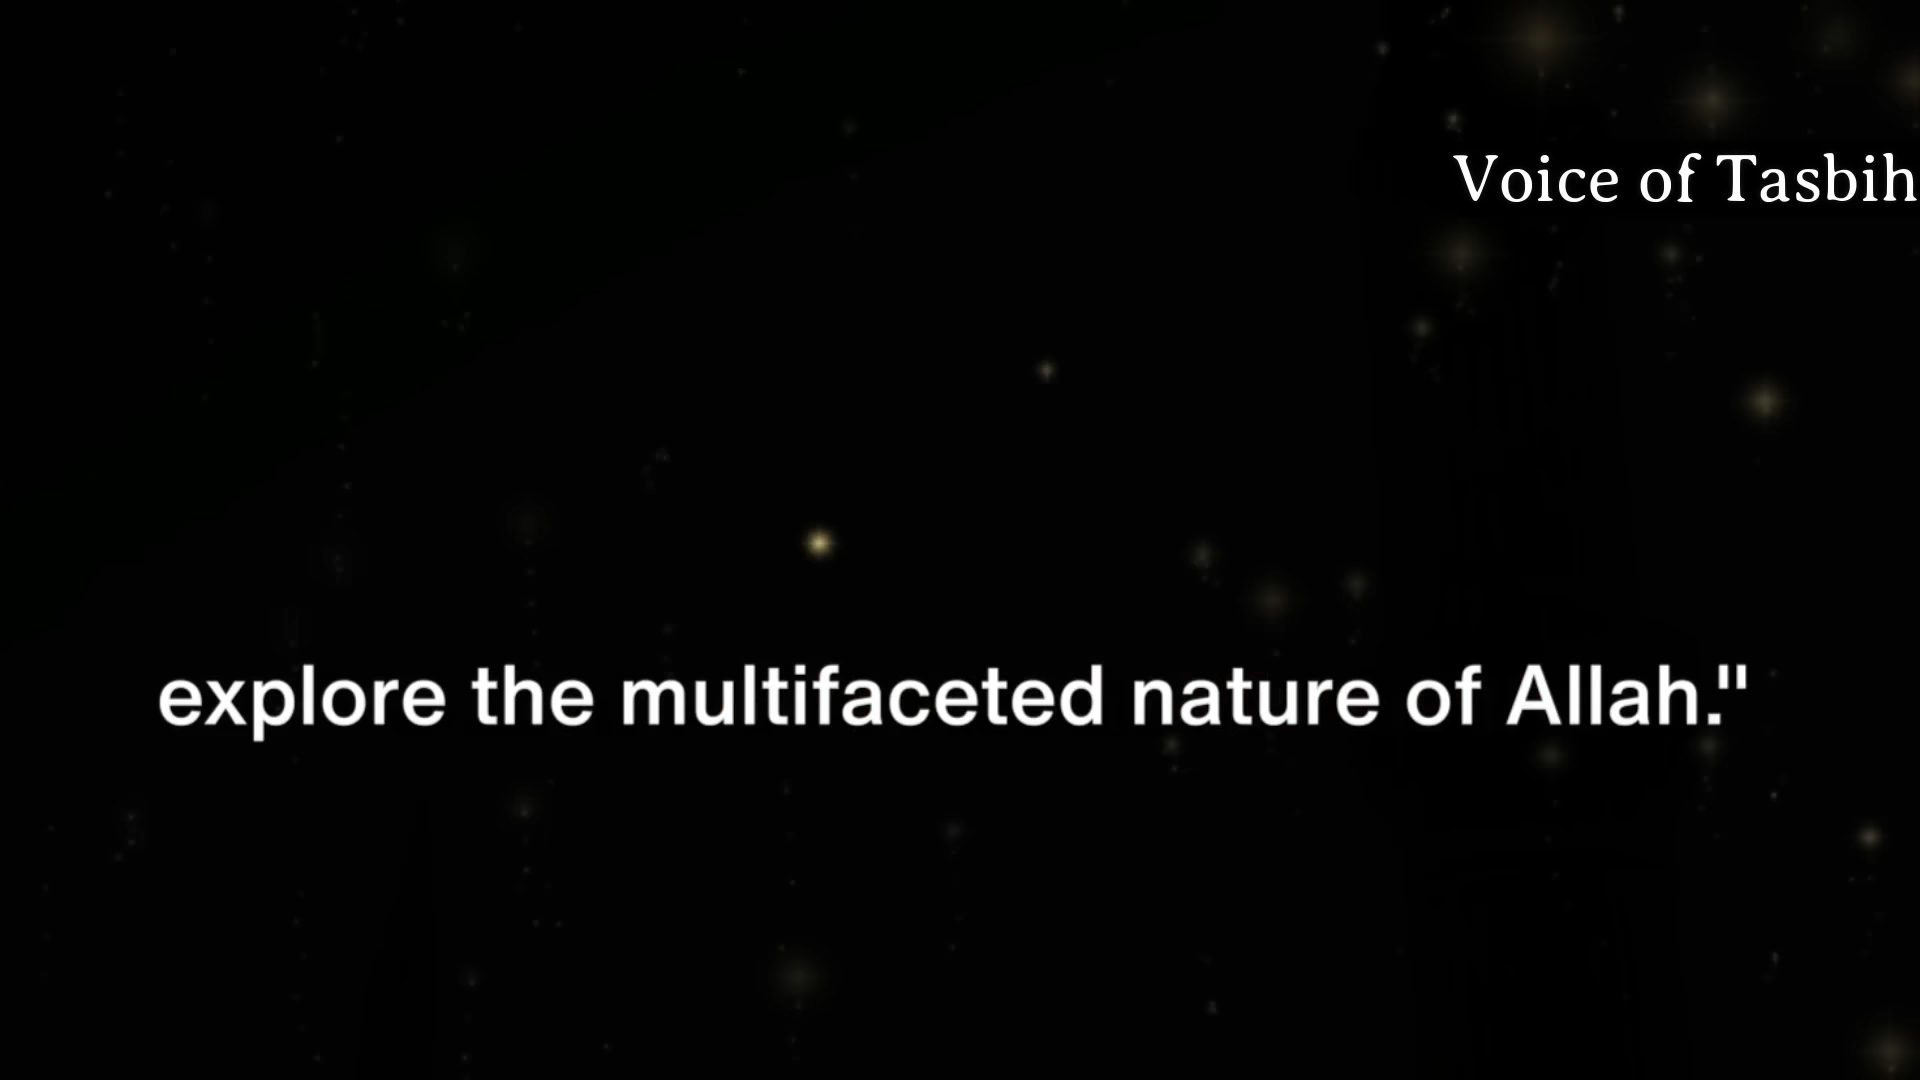 Voice of Tasbih
explore the multifaceted nature of Allah."